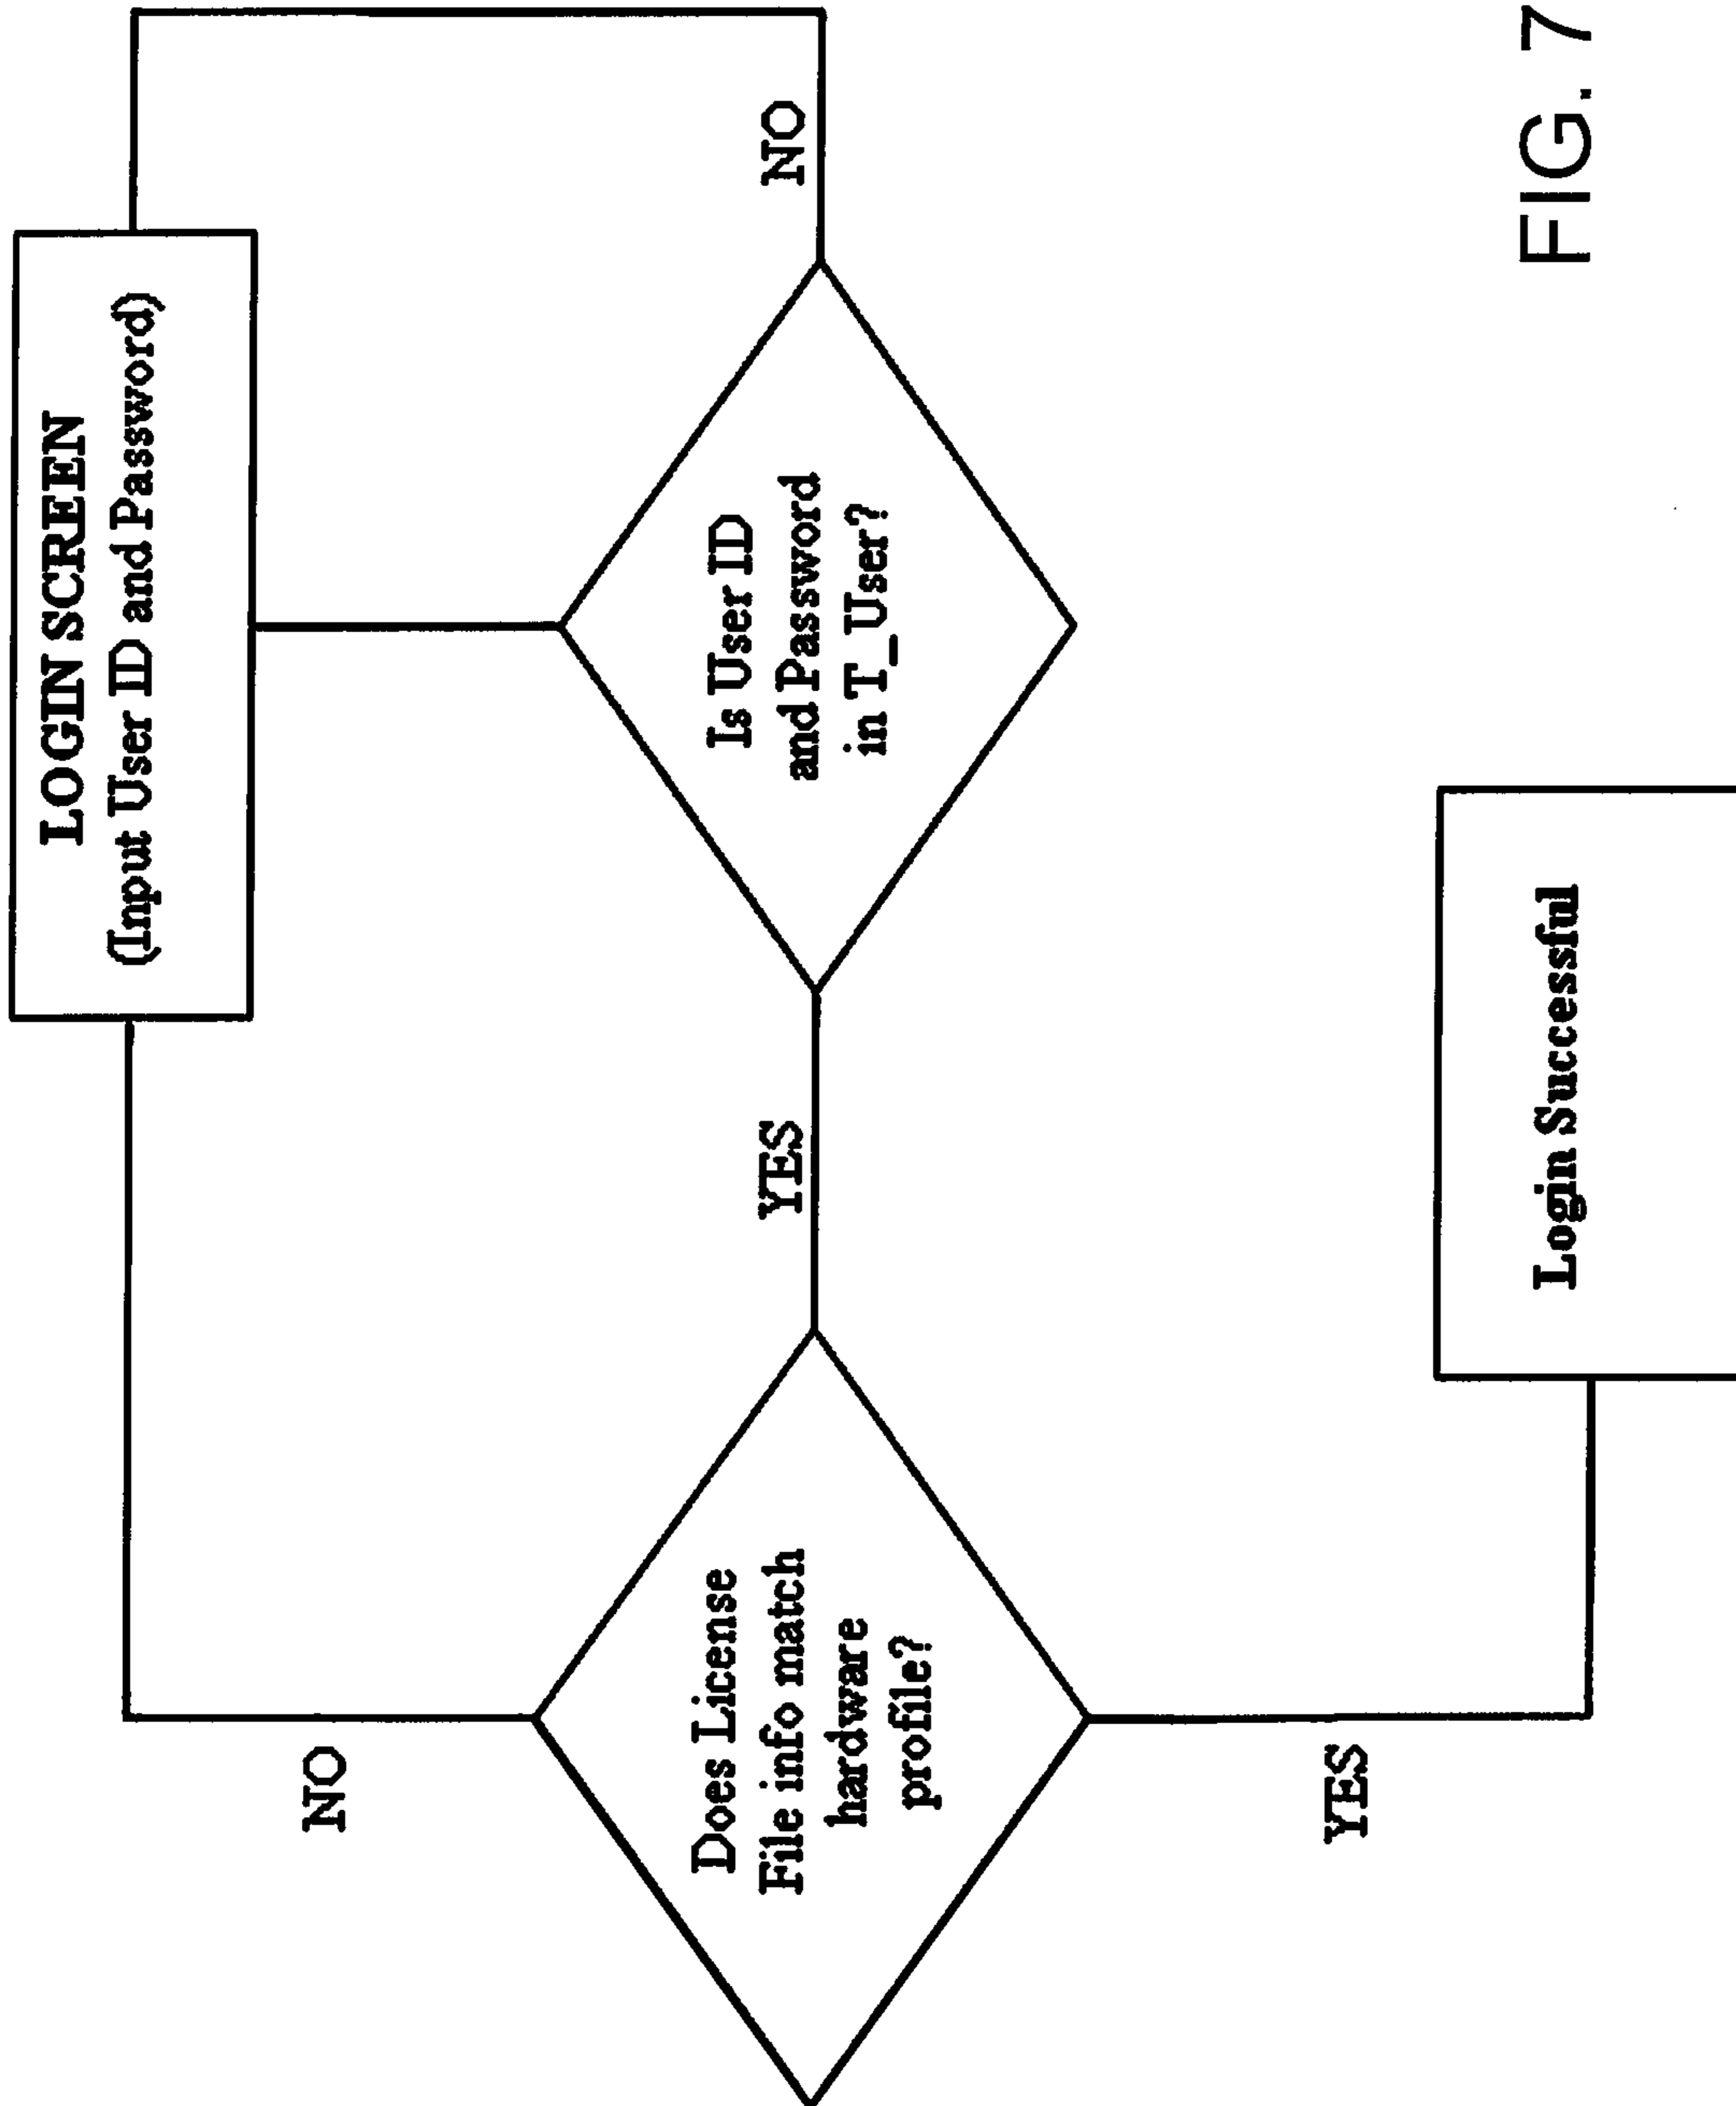 LOGIN SCREEN
(Input User ID and Password)
NO
Does License
File info match
hardware
profile?
YES
Is User ID
and Password
in T_User?
NO
YES
Login Successful
FIG. 7